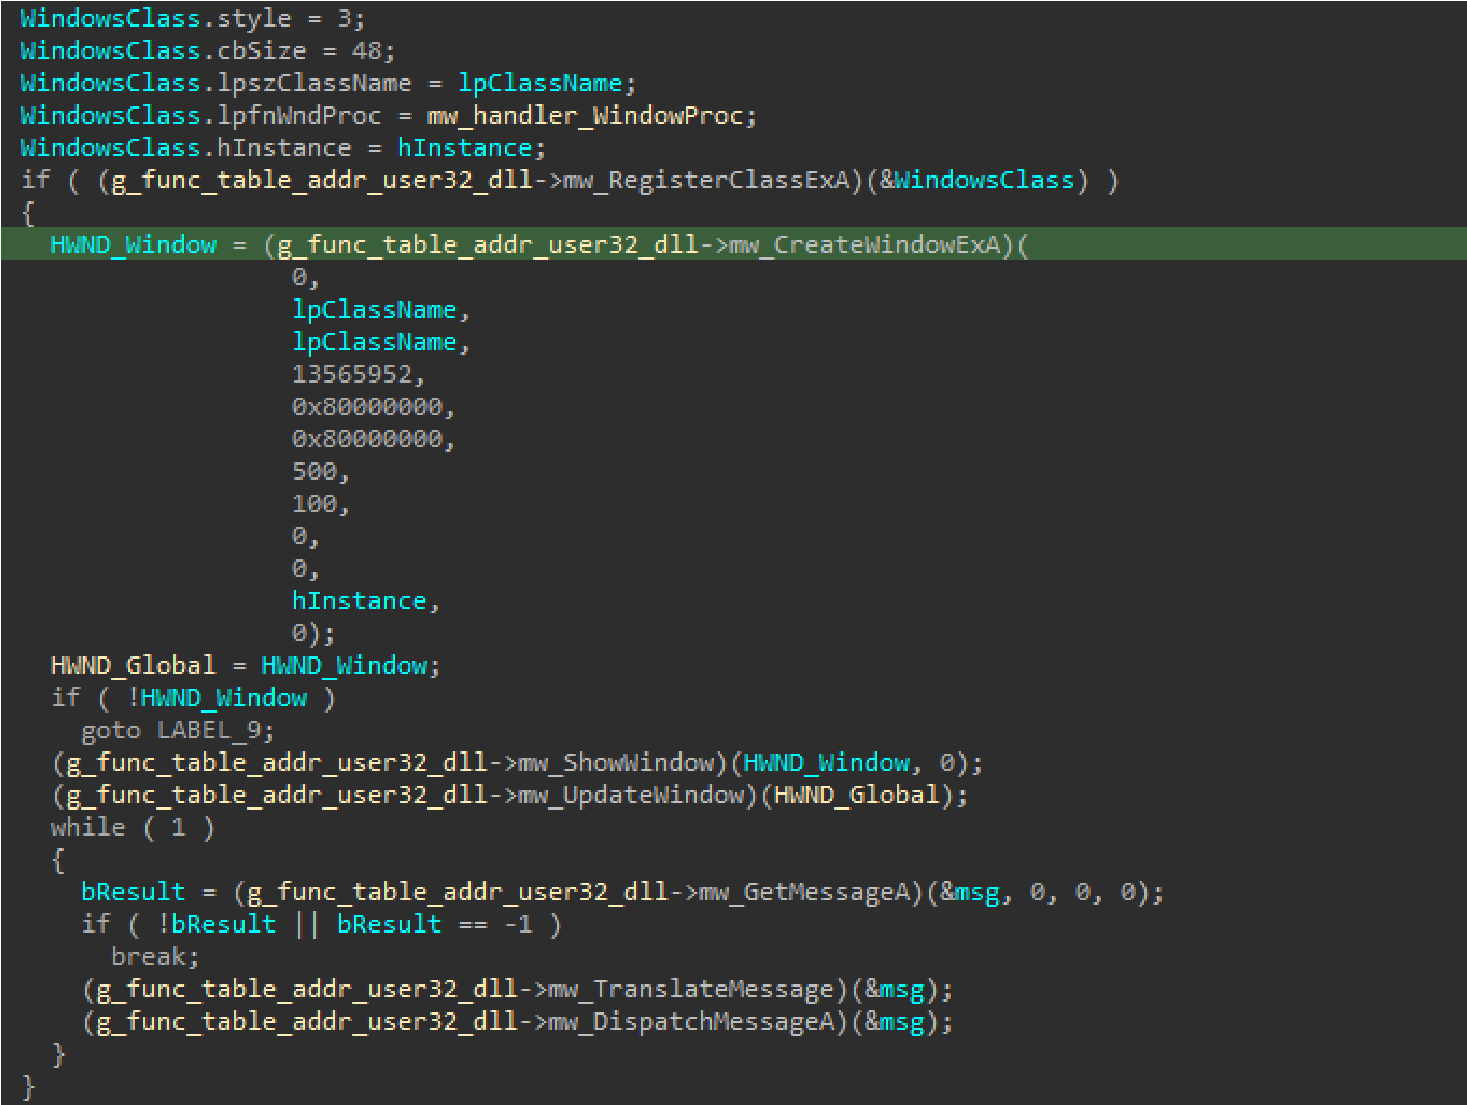 WindowsClass.style = 3;
WindowsClass.cbSize = 48;
WindowsClass.lpszClassName = lpClassName;
WindowsClass.lpfnWndProc = mw_handler_WindowProc;
WindowsClass.hInstance = hInstance;
if ( (g_func_table_addr_user32_dll->mw_RegisterClassExA)(&WindowsClass) )
{
HWND_Window = (g_func_table_addr_user32_dll->mw_CreateWindowExA)(
0,
lpClassName,
lpClassName,
13565952,
0x80000000,
0x80000000,
500,
100,
0,
0,
hInstance,
0);
HWND_Global = HWND_Window;
if ( !HWND_Window )
goto LABEL_9;
(g_func_table_addr_user32_dll->mw_ShowWindow)(HWND_Window, 0);
(g_func_table_addr_user32_dll->mw_UpdateWindow)(HWND_Global);
while ( 1 )
{
bResult = (g_func_table_addr_user32_dll->mw_GetMessageA)(&msg, 0, 0, 0);
if ( !bResult || bResult == -1 )
break;
(g_func_table_addr_user32_dll->mw_TranslateMessage)(&msg);
(g_func_table_addr_user32_dll->mw_DispatchMessageA)(&msg);
}
}